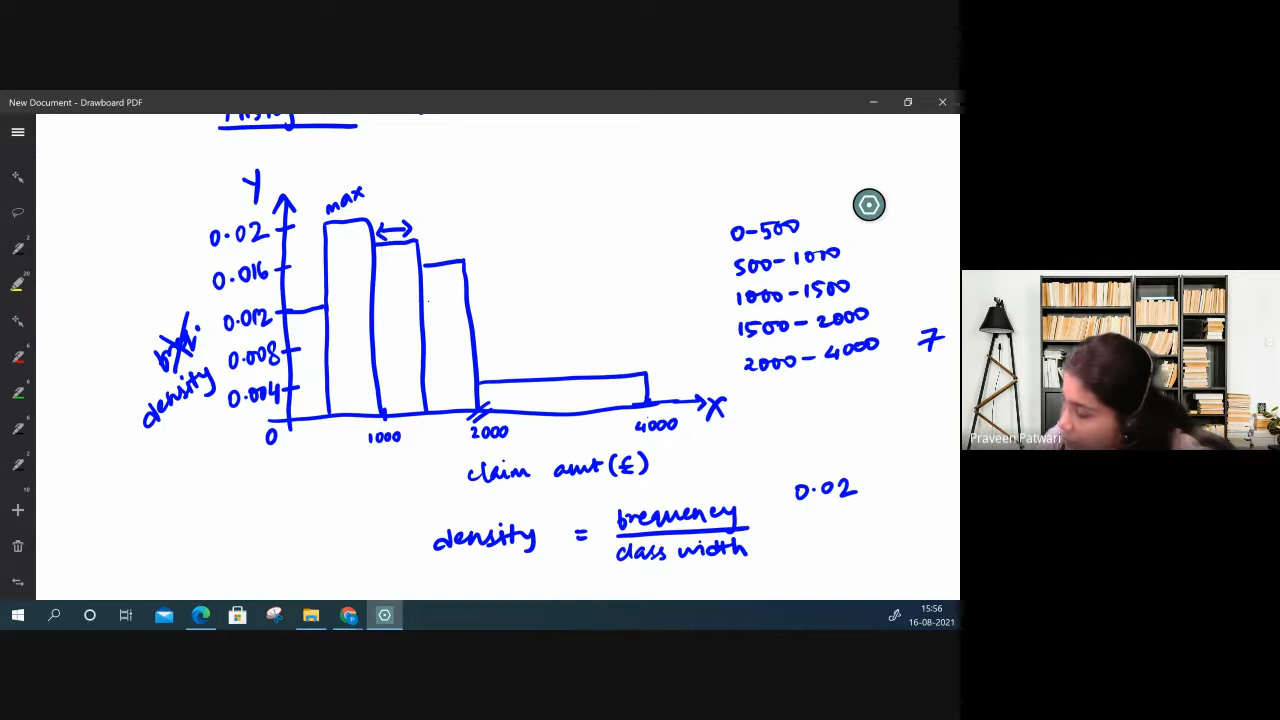 New Document - Drawboard PDF
Y
max
0.02
0.016
0.012
0.008
0.004
density
0
1000
2000
4000
X
claim amt (£)
0-500
500-1000
1000-1500
1500-2000
2000-4000
7
0.02
density = frequency / class width
Praveen Patwari
15:56
16-08-2021